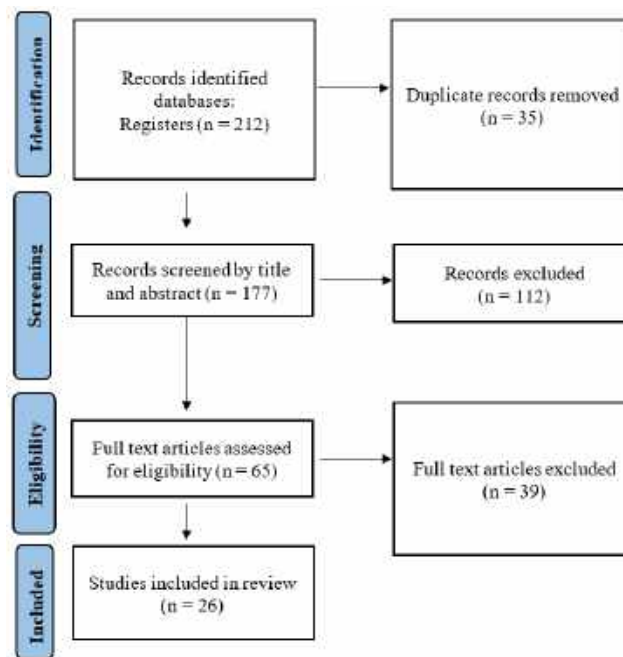 Identification
Records identified
databases:
Registers (n = 212)
Duplicate records removed
(n = 35)
Screening
Records screened by title
and abstract (n = 177)
Records excluded
(n = 112)
Eligibility
Full text articles assessed
for eligibility (n = 65)
Full text articles excluded
(n = 39)
Included
Studies included in review
(n = 26)